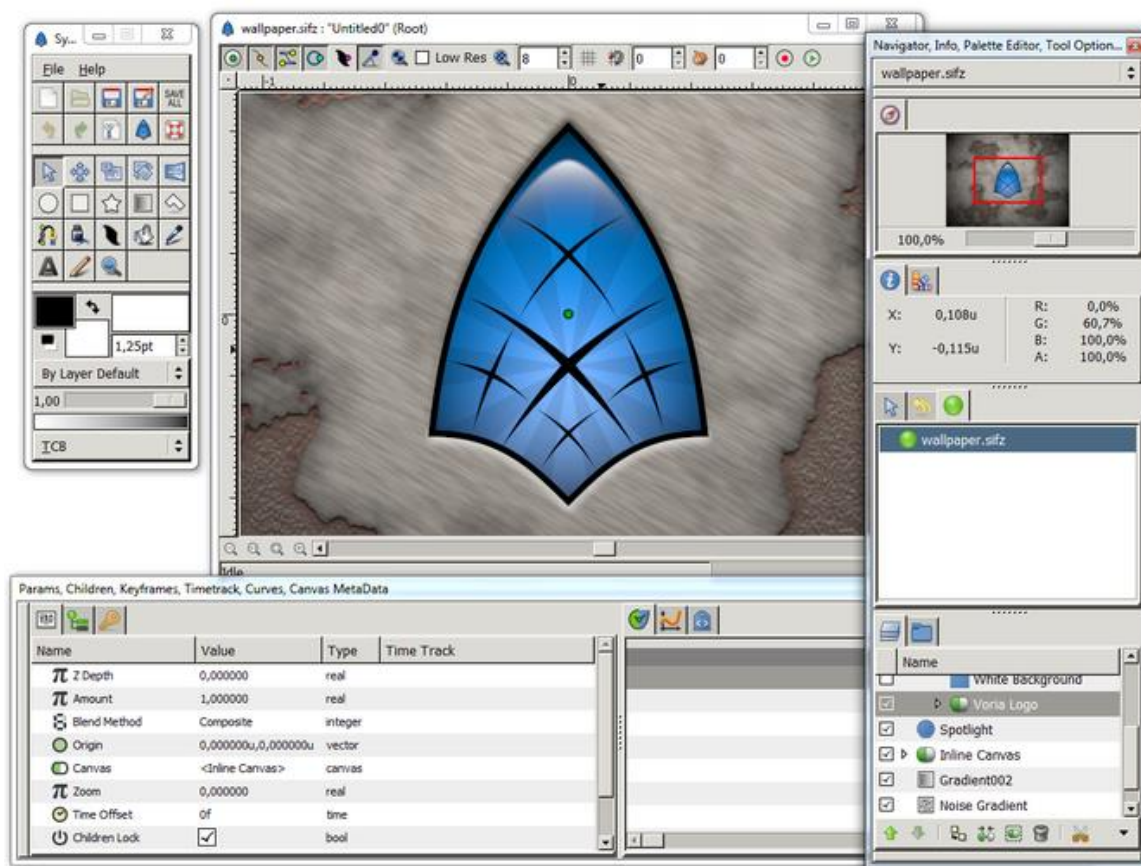 Sy...
File Help
SAVE ALL
1,25pt
By Layer Default
1,00
TCB
wallpaper.sifz : "Untitled0" (Root)
Low Res 8 0 0
-1 0
0
Idle
Navigator, Info, Palette Editor, Tool Option...
wallpaper.sifz
100,0%
X: 0,108u
Y: -0,115u
R: 0,0%
G: 60,7%
B: 100,0%
A: 100,0%
wallpaper.sifz
Name
White Background
Voria Logo
Spotlight
Inline Canvas
Gradient002
Noise Gradient
Params, Children, Keyframes, Timetrack, Curves, Canvas MetaData
Name Value Type Time Track
π Z Depth 0,000000 real
π Amount 1,000000 real
Blend Method Composite integer
Origin 0,000000u,0,000000u vector
Canvas <Inline Canvas> canvas
π Zoom 0,000000 real
Time Offset 0f time
Children Lock bool